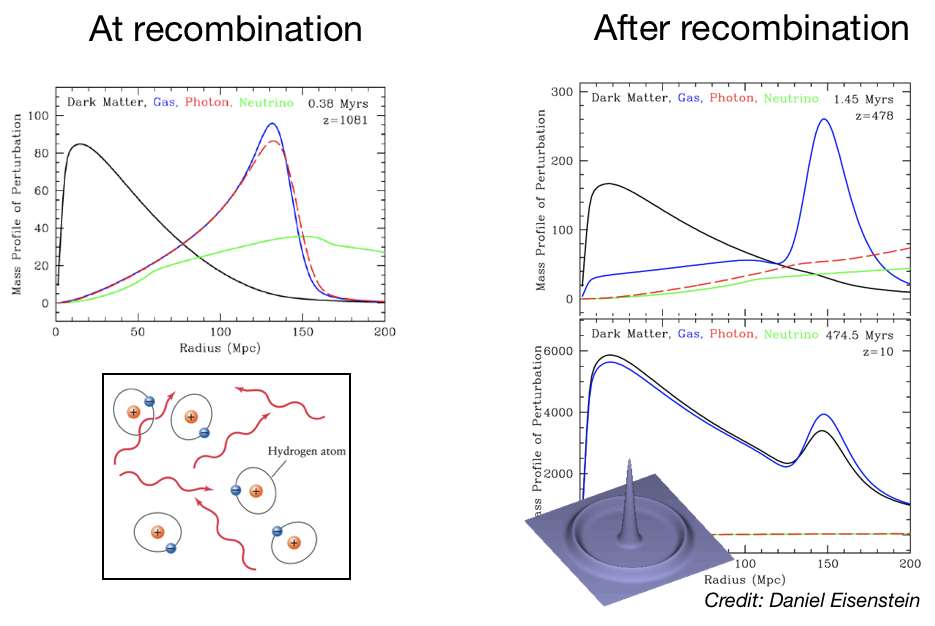 At recombination
After recombination
Dark Matter, Gas, Photon, Neutrino 0.38 Myrs
z=1081
100
80
60
40
20
0
0 50 100 150 200
Mass Profile of Perturbation
Radius (Mpc)
Hydrogen atom
+
−
+
−
−
+
+
−
−
+
Dark Matter, Gas, Photon, Neutrino 1.45 Myrs
z=478
300
200
100
0
Mass Profile of Perturbation
Dark Matter, Gas, Photon, Neutrino 474.5 Myrs
z=10
6000
4000
2000
ass Profile of Perturbation
100 150 200
Radius (Mpc)
Credit: Daniel Eisenstein